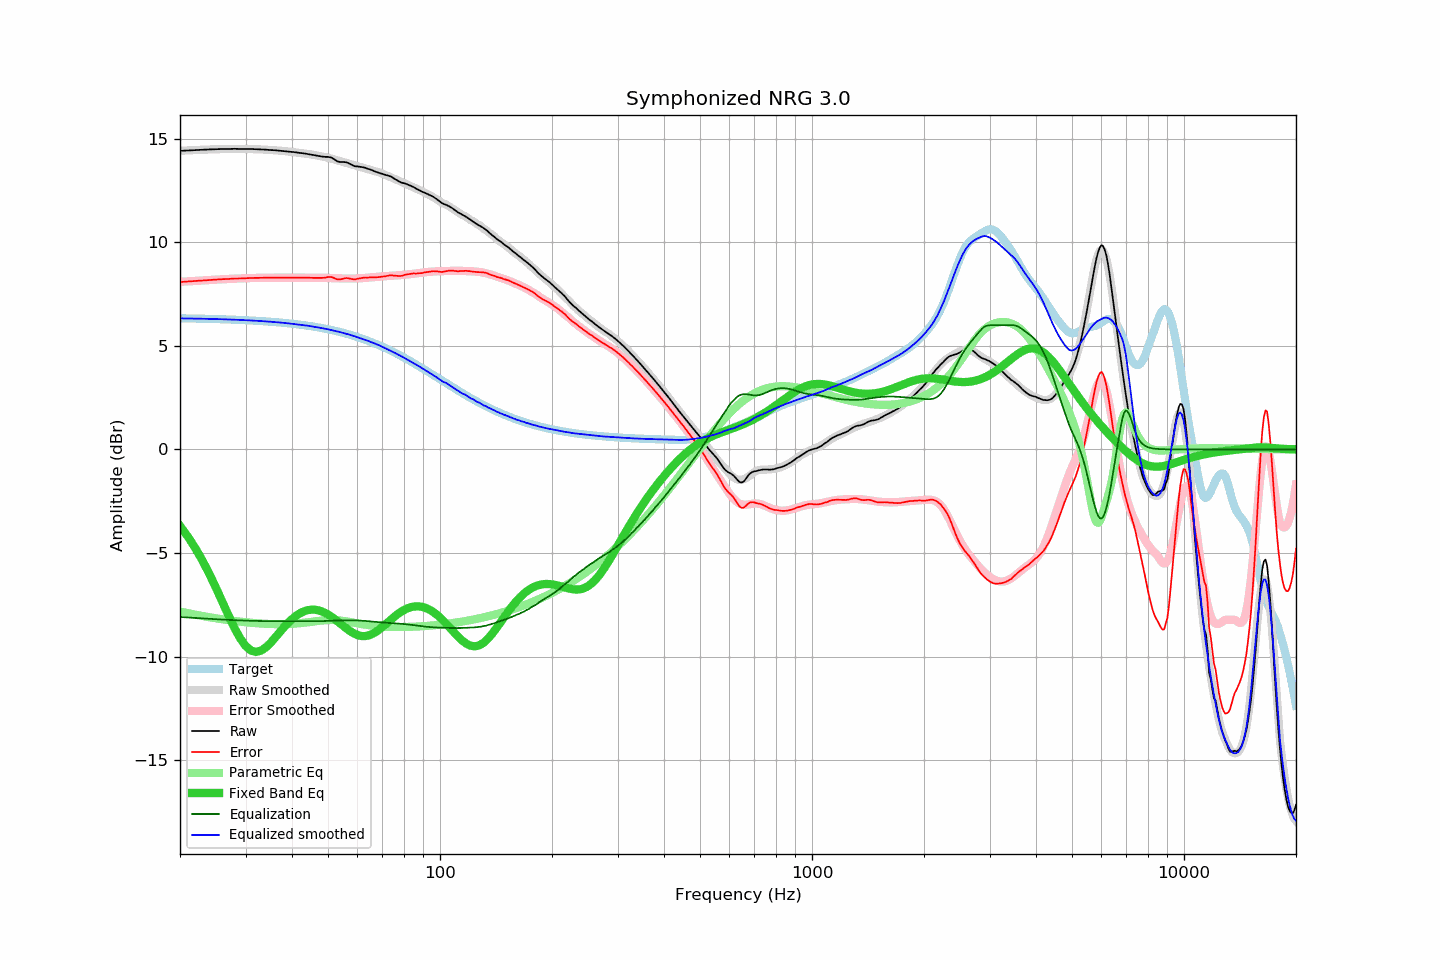 Symphonized NRG 3.0
15
10
5
0
−5
−10
−15
Amplitude (dBr)
Target
Raw Smoothed
Error Smoothed
Raw
Error
Parametric Eq
Fixed Band Eq
Equalization
Equalized smoothed
100
1000
10000
Frequency (Hz)